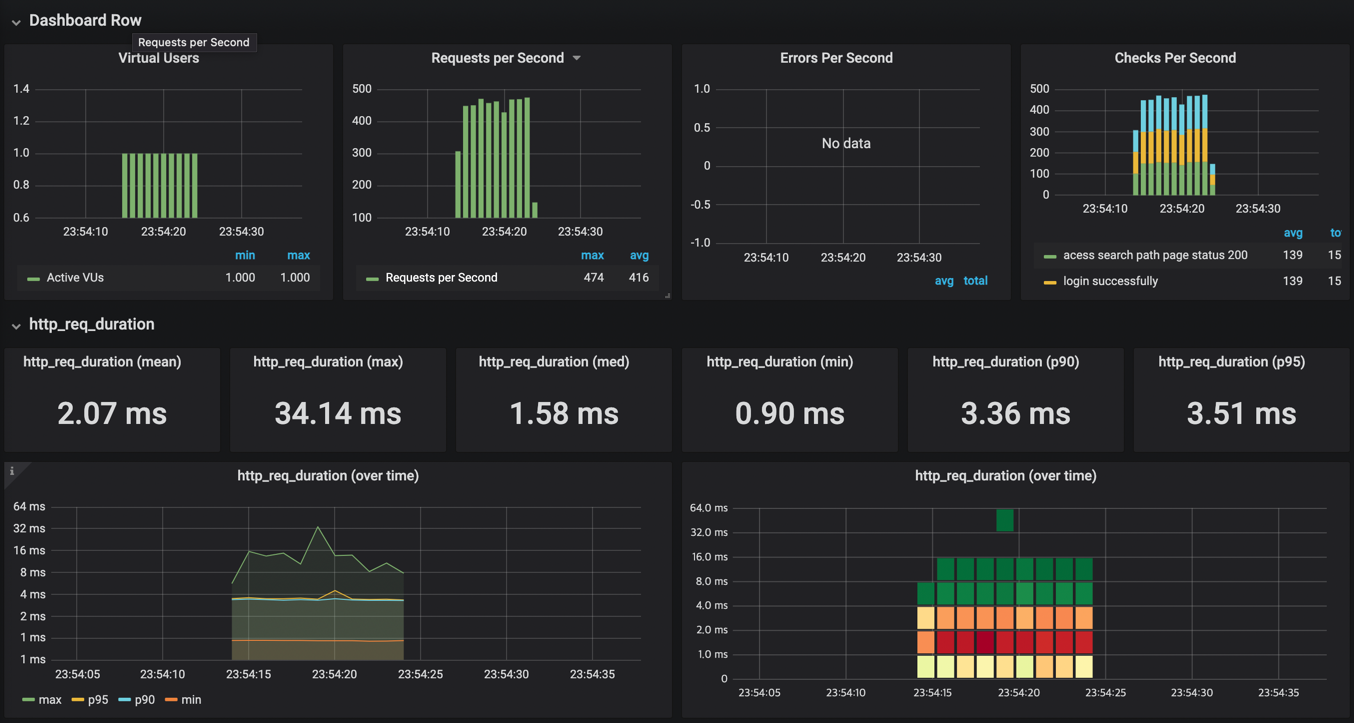 Dashboard Row
Requests per Second
Virtual Users
1.4
1.2
1.0
0.8
0.6
23:54:10 23:54:20 23:54:30
min max
Active VUs 1.000 1.000
Requests per Second
500
400
300
200
100
23:54:10 23:54:20 23:54:30
max avg
Requests per Second 474 416
Errors Per Second
1.0
0.5
0
-0.5
-1.0
No data
23:54:10 23:54:20 23:54:30
avg total
Checks Per Second
500
400
300
200
100
0
23:54:10 23:54:20 23:54:30
avg to
acess search path page status 200 139 15
login successfully 139 15
http_req_duration
http_req_duration (mean)
2.07 ms
http_req_duration (max)
34.14 ms
http_req_duration (med)
1.58 ms
http_req_duration (min)
0.90 ms
http_req_duration (p90)
3.36 ms
http_req_duration (p95)
3.51 ms
i
http_req_duration (over time)
64 ms
32 ms
16 ms
8 ms
4 ms
2 ms
1 ms
1 ms
23:54:05 23:54:10 23:54:15 23:54:20 23:54:25 23:54:30 23:54:35
max p95 p90 min
http_req_duration (over time)
64.0 ms
32.0 ms
16.0 ms
8.0 ms
4.0 ms
2.0 ms
1.0 ms
0
23:54:05 23:54:10 23:54:15 23:54:20 23:54:25 23:54:30 23:54:35